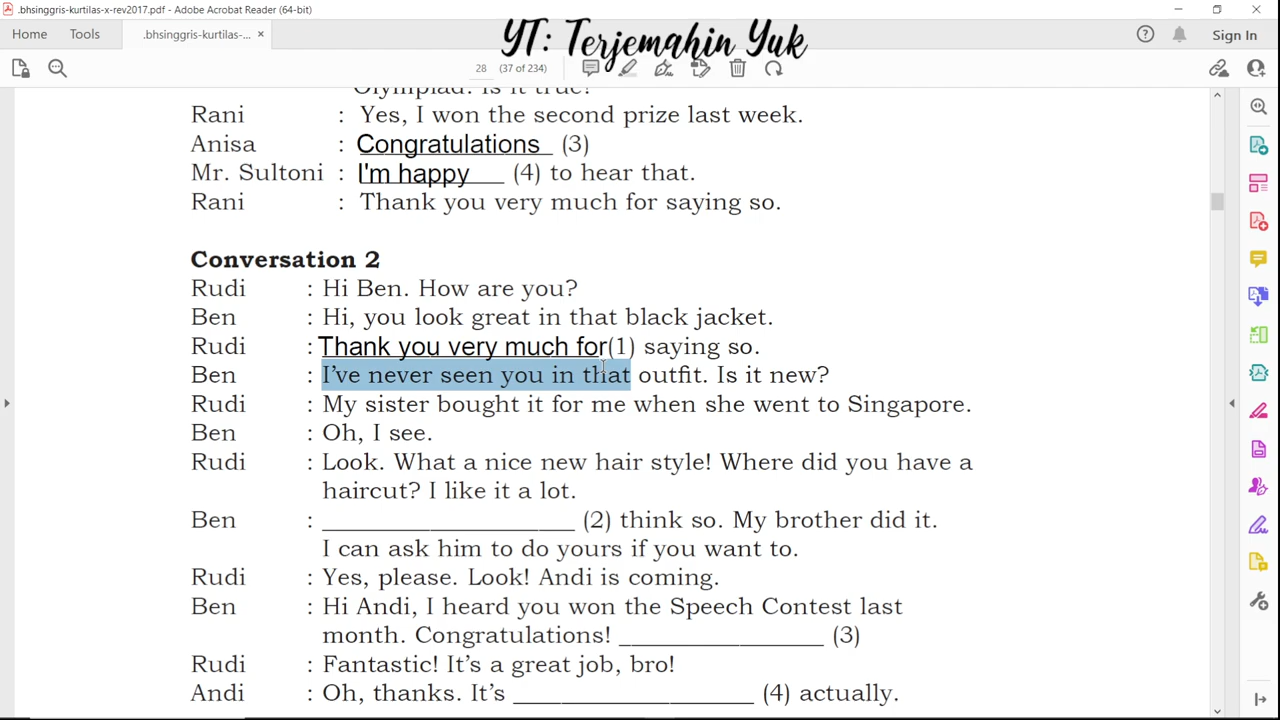 .bhsinggris-kurtilas-x-rev2017.pdf - Adobe Acrobat Reader (64-bit)
Home Tools .bhsinggris-kurtilas-... × Sign In
YT: Terjemahin Yuk
28 (37 of 234)
Olympiad. Is it true?
Rani : Yes, I won the second prize last week.
Anisa : Congratulations (3)
Mr. Sultoni : I'm happy (4) to hear that.
Rani : Thank you very much for saying so.
Conversation 2
Rudi : Hi Ben. How are you?
Ben : Hi, you look great in that black jacket.
Rudi : Thank you very much for(1) saying so.
Ben : I've never seen you in that outfit. Is it new?
Rudi : My sister bought it for me when she went to Singapore.
Ben : Oh, I see.
Rudi : Look. What a nice new hair style! Where did you have a
haircut? I like it a lot.
Ben : ______________________ (2) think so. My brother did it.
I can ask him to do yours if you want to.
Rudi : Yes, please. Look! Andi is coming.
Ben : Hi Andi, I heard you won the Speech Contest last
month. Congratulations! __________________ (3)
Rudi : Fantastic! It's a great job, bro!
Andi : Oh, thanks. It's _____________________ (4) actually.